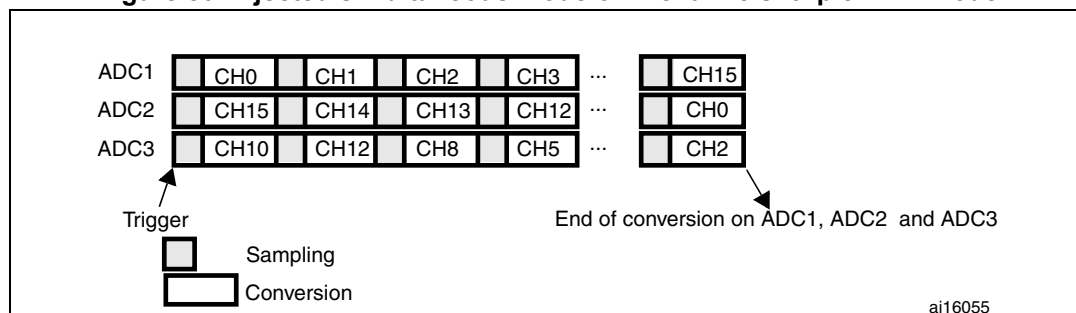 ADC1 CH0 CH1 CH2 CH3 ... CH15
ADC2 CH15 CH14 CH13 CH12 ... CH0
ADC3 CH10 CH12 CH8 CH5 ... CH2
Trigger
End of conversion on ADC1, ADC2 and ADC3
Sampling
Conversion
ai16055